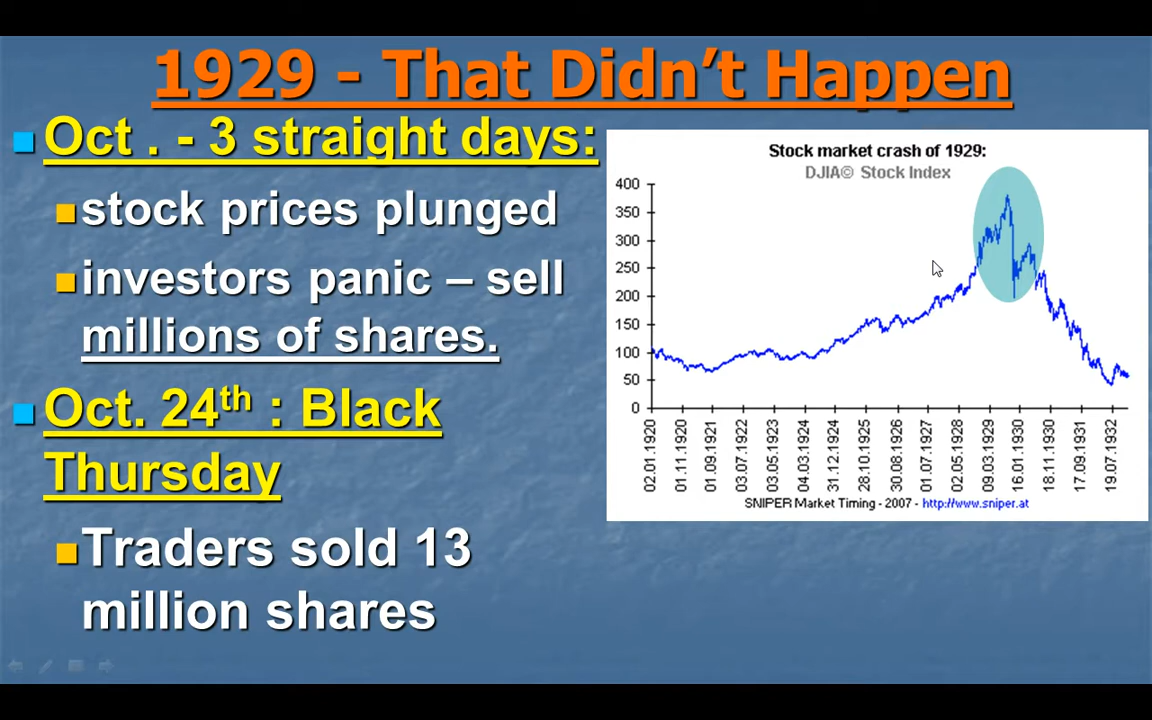 1929 - That Didn't Happen
Oct . - 3 straight days:
stock prices plunged
investors panic – sell
millions of shares.
Oct. 24th : Black
Thursday
Traders sold 13
million shares
Stock market crash of 1929:
DJIA© Stock Index
400
350
300
250
200
150
100
50
0
02.01.1920
01.11.1920
01.09.1921
03.07.1922
03.05.1923
04.03.1924
31.12.1924
28.10.1925
30.08.1926
01.07.1927
02.05.1928
09.03.1929
16.01.1930
18.11.1930
17.09.1931
19.07.1932
SNIPER Market Timing - 2007 - http://www.sniper.at